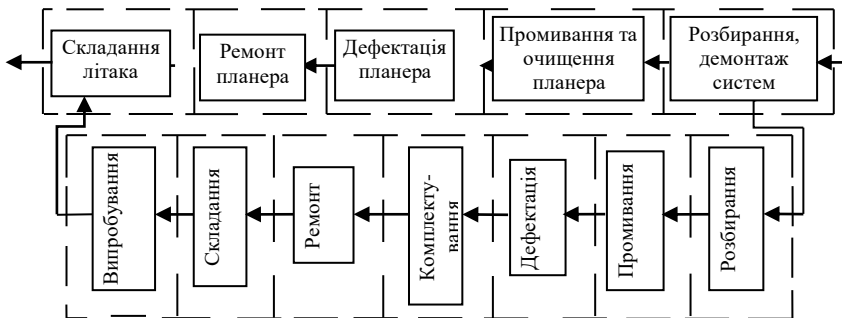 Складання
літака
Ремонт
планера
Дефектація
планера
Промивання та
очищення
планера
Розбирання,
демонтаж
систем
Випробування
Складання
Ремонт
Комплекту-
вання
Дефектація
Промивання
Розбирання